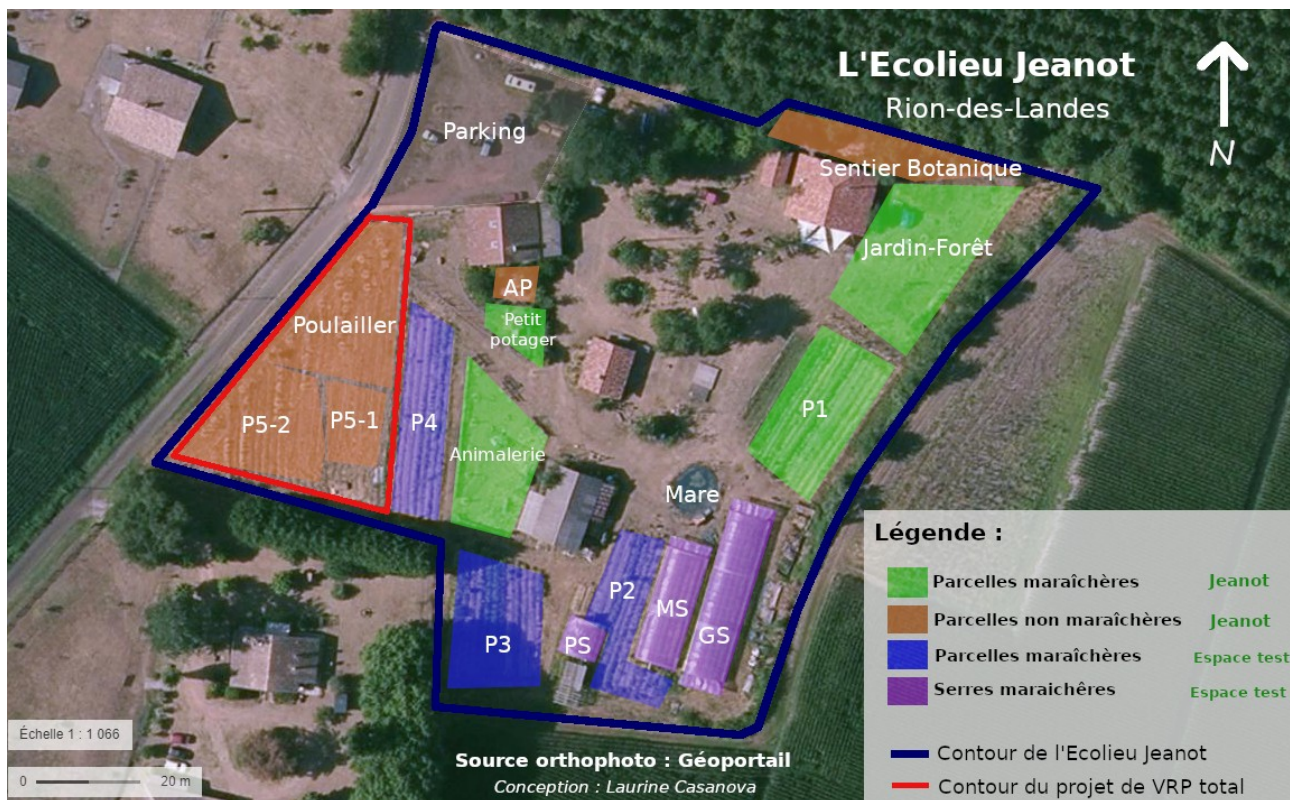 L'Ecolieu Jeanot
Rion-des-Landes
N
Parking
Sentier Botanique
Jardin-Forêt
AP
Petit
potager
Poulailler
P1
P5-2
P5-1
P4
Animalerie
Mare
P2
MS
GS
PS
P3
Légende :
Parcelles maraîchères Jeanot
Parcelles non maraîchères Jeanot
Parcelles maraîchères Espace test
Serres maraichêres Espace test
Contour de l'Ecolieu Jeanot
Contour du projet de VRP total
Échelle 1 : 1 066
0 20 m
Source orthophoto : Géoportail
Conception : Laurine Casanova